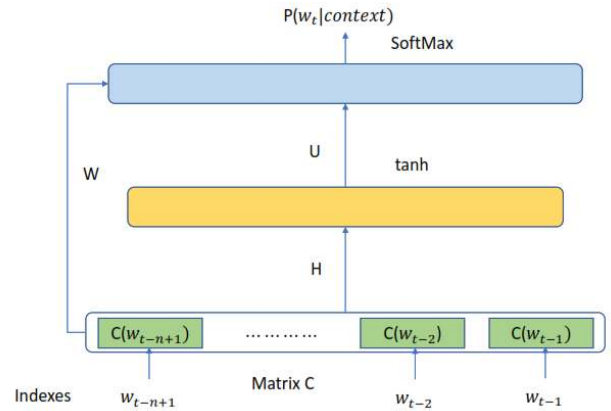 P(w_t|context)
SoftMax
U
W
tanh
H
C(w_{t−n+1}) ………… C(w_{t−2}) C(w_{t−1})
Matrix C
Indexes w_{t−n+1} w_{t−2} w_{t−1}